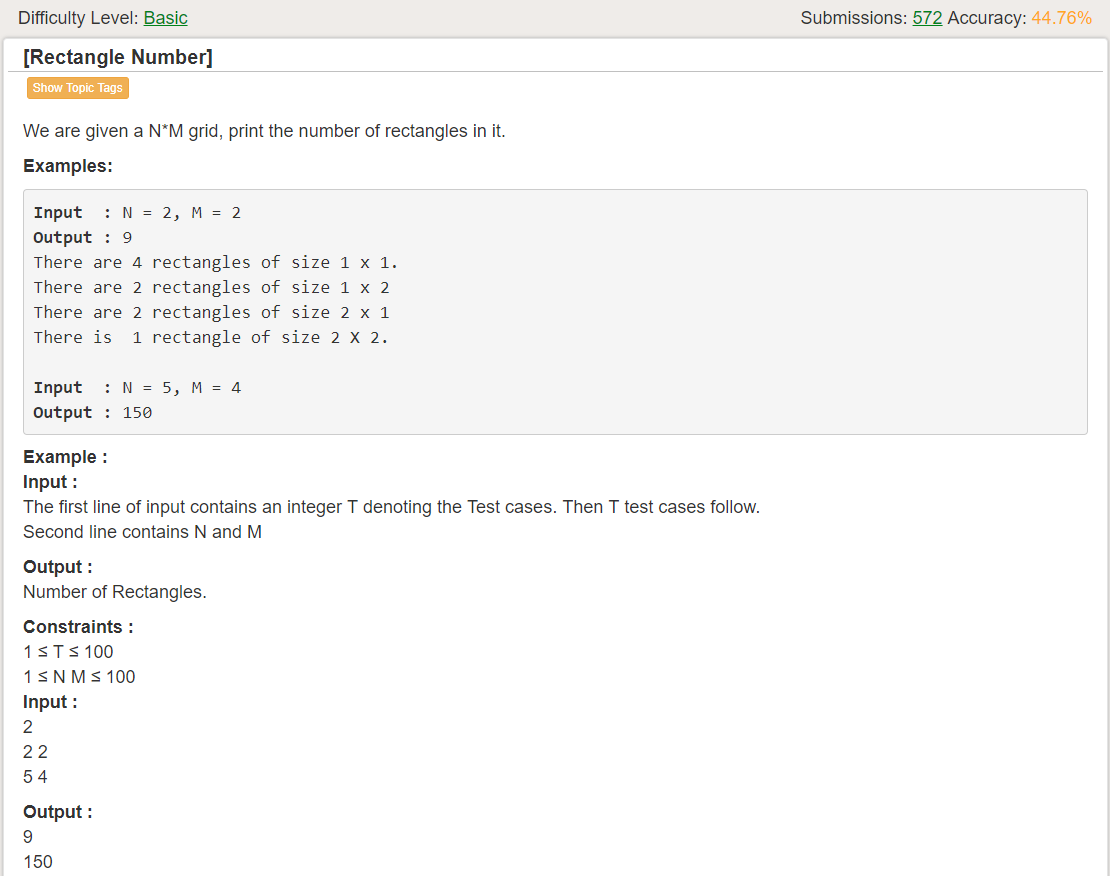 Difficulty Level: Basic Submissions: 572 Accuracy: 44.76%
[Rectangle Number]
Show Topic Tags
We are given a N*M grid, print the number of rectangles in it.
Examples:
Input  : N = 2, M = 2
Output : 9
There are 4 rectangles of size 1 x 1.
There are 2 rectangles of size 1 x 2
There are 2 rectangles of size 2 x 1
There is  1 rectangle of size 2 X 2.
Input  : N = 5, M = 4
Output : 150
Example :
Input :
The first line of input contains an integer T denoting the Test cases. Then T test cases follow.
Second line contains N and M
Output :
Number of Rectangles.
Constraints :
1 ≤ T ≤ 100
1 ≤ N M ≤ 100
Input :
2
2 2
5 4
Output :
9
150